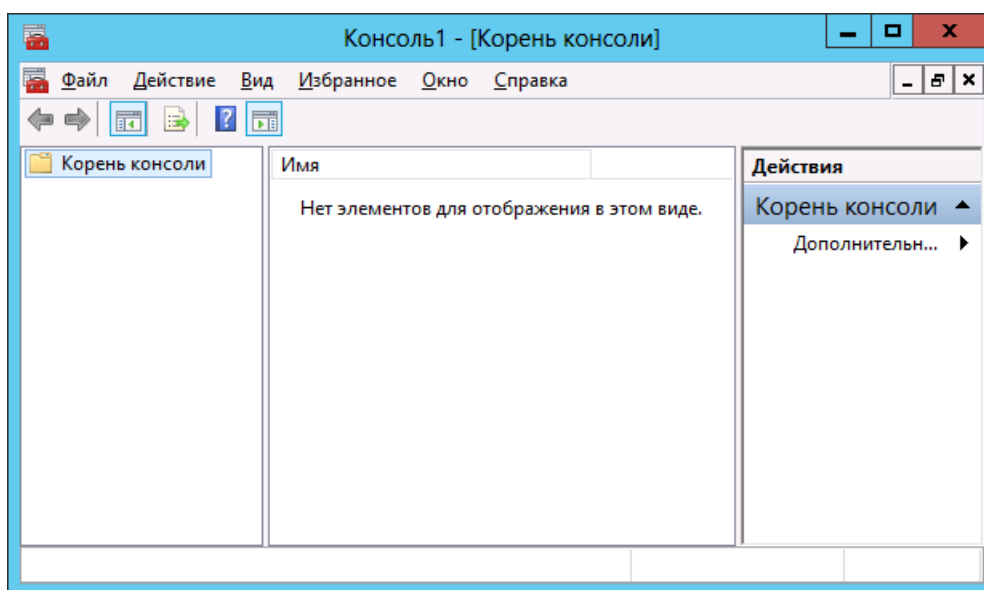 Консоль1 - [Корень консоли]
Файл Действие Вид Избранное Окно Справка
Корень консоли
Имя
Нет элементов для отображения в этом виде.
Действия
Корень консоли
Дополнительн...